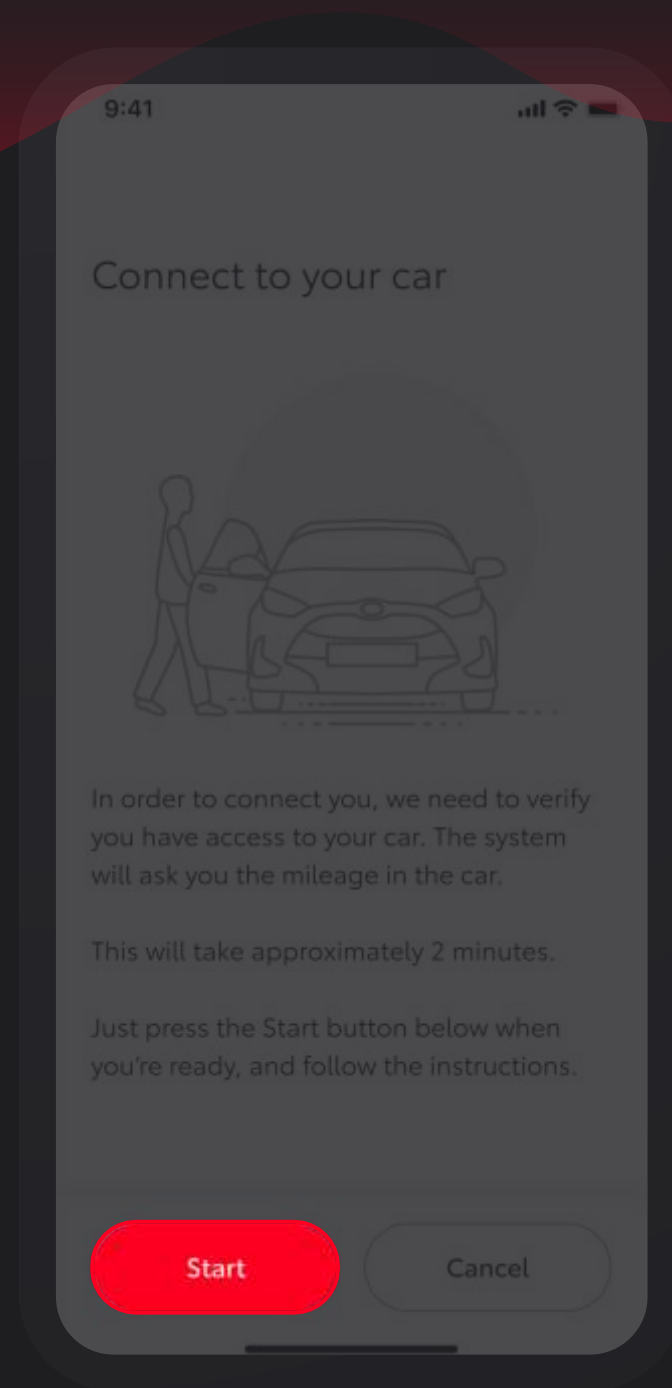 9:41
Connect to your car
In order to connect you, we need to verify
you have access to your car. The system
will ask you the mileage in the car.
This will take approximately 2 minutes.
Just press the Start button below when
you're ready, and follow the instructions.
Start
Cancel